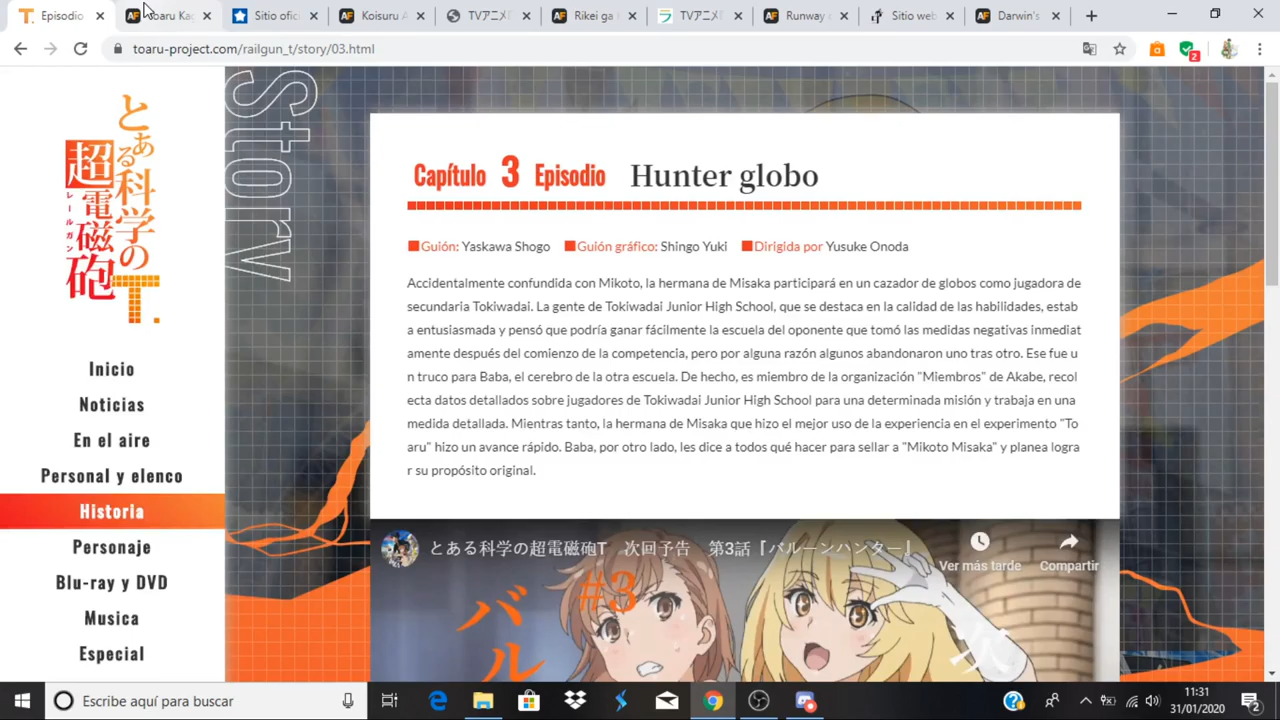 Episodio
Toaru Kac
Sitio ofici
Koisuru A
TVアニメ
Rikei ga
TVアニメ
Runway
Sitio web
Darwin's
toaru-project.com/railgun_t/story/03.html
2
Story
とある科学の
超電磁砲
レールガン
T.
Inicio
Noticias
En el aire
Personal y elenco
Historia
Personaje
Blu-ray y DVD
Musica
Especial
Capítulo 3 Episodio Hunter globo
Guión: Yaskawa Shogo Guión gráfico: Shingo Yuki Dirigida por Yusuke Onoda
Accidentalmente confundida con Mikoto, la hermana de Misaka participará en un cazador de globos como jugadora de
secundaria Tokiwadai. La gente de Tokiwadai Junior High School, que se destaca en la calidad de las habilidades, estab
a entusiasmada y pensó que podría ganar fácilmente la escuela del oponente que tomó las medidas negativas inmediat
amente después del comienzo de la competencia, pero por alguna razón algunos abandonaron uno tras otro. Ese fue u
n truco para Baba, el cerebro de la otra escuela. De hecho, es miembro de la organización "Miembros" de Akabe, recol
ecta datos detallados sobre jugadores de Tokiwadai Junior High School para una determinada misión y trabaja en una
medida detallada. Mientras tanto, la hermana de Misaka que hizo el mejor uso de la experiencia en el experimento "To
aru" hizo un avance rápido. Baba, por otro lado, les dice a todos qué hacer para sellar a "Mikoto Misaka" y planea logra
r su propósito original.
とある科学の超電磁砲T 次回予告 第3話『バルーンハンター』
Ver más tarde
Compartir
#3
バル
次
Escribe aquí para buscar
11:31
31/01/2020
2